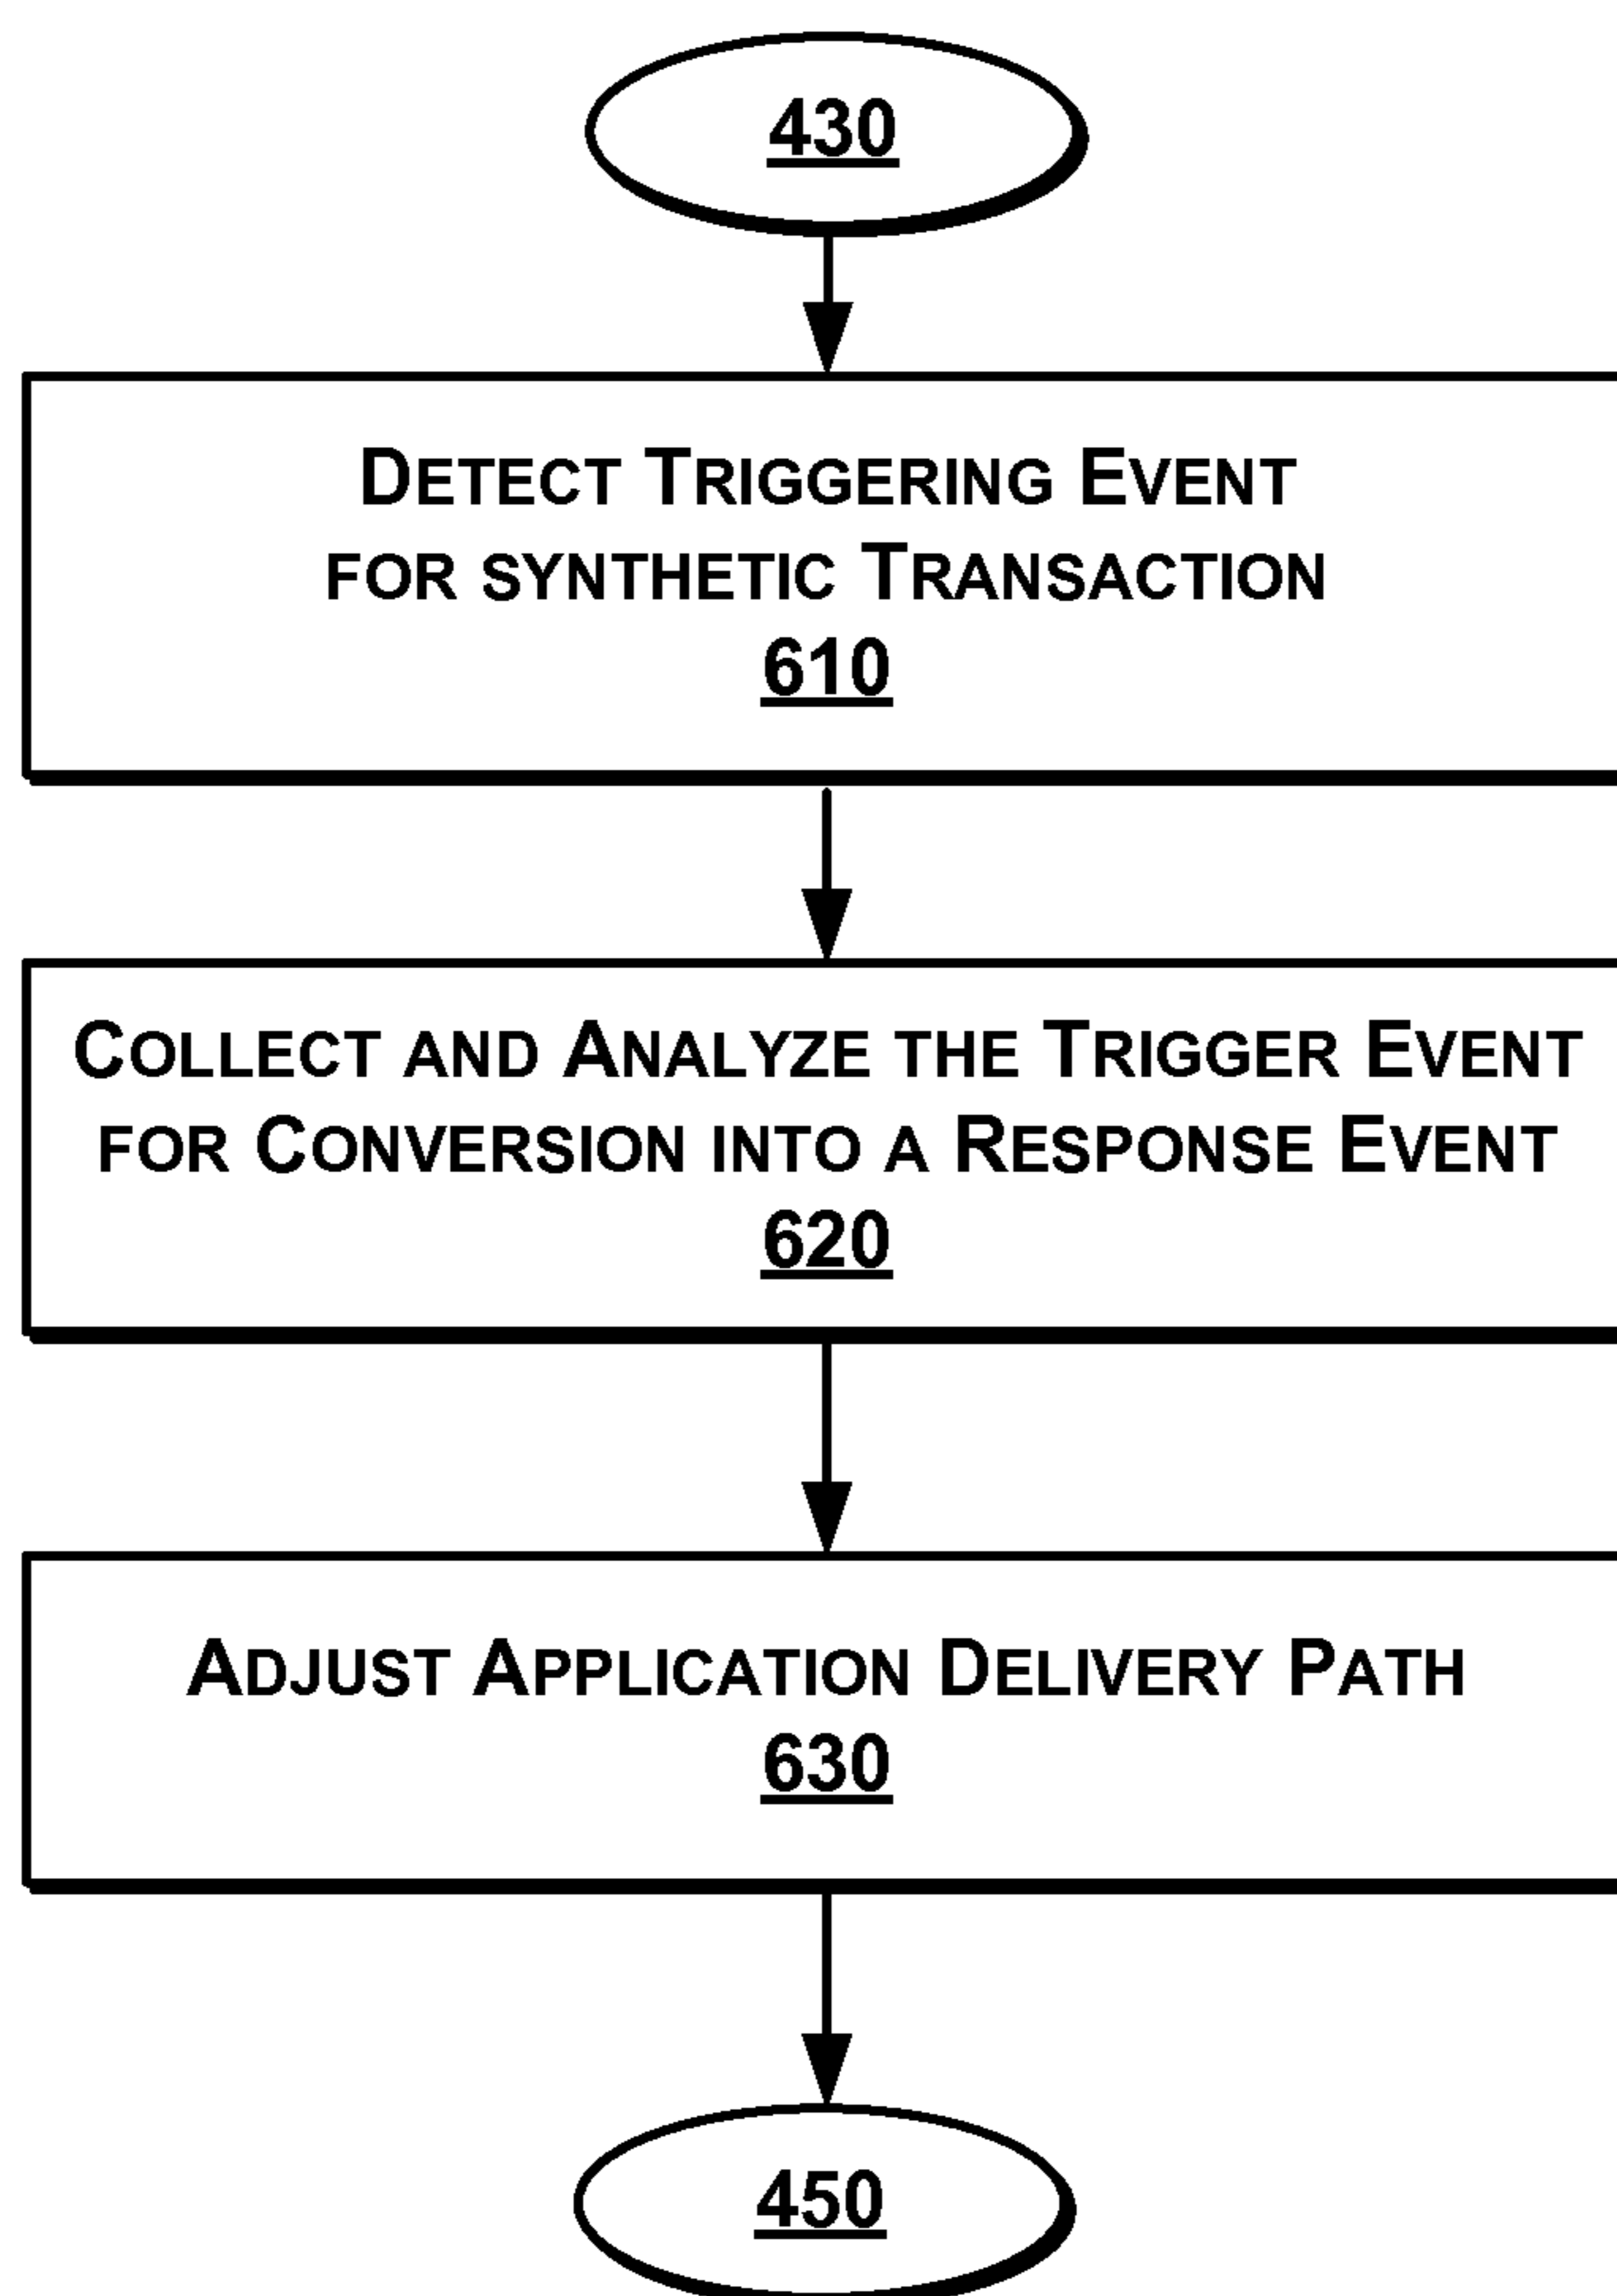 430
DETECT TRIGGERING EVENT
FOR SYNTHETIC TRANSACTION
610
COLLECT AND ANALYZE THE TRIGGER EVENT
FOR CONVERSION INTO A RESPONSE EVENT
620
ADJUST APPLICATION DELIVERY PATH
630
450